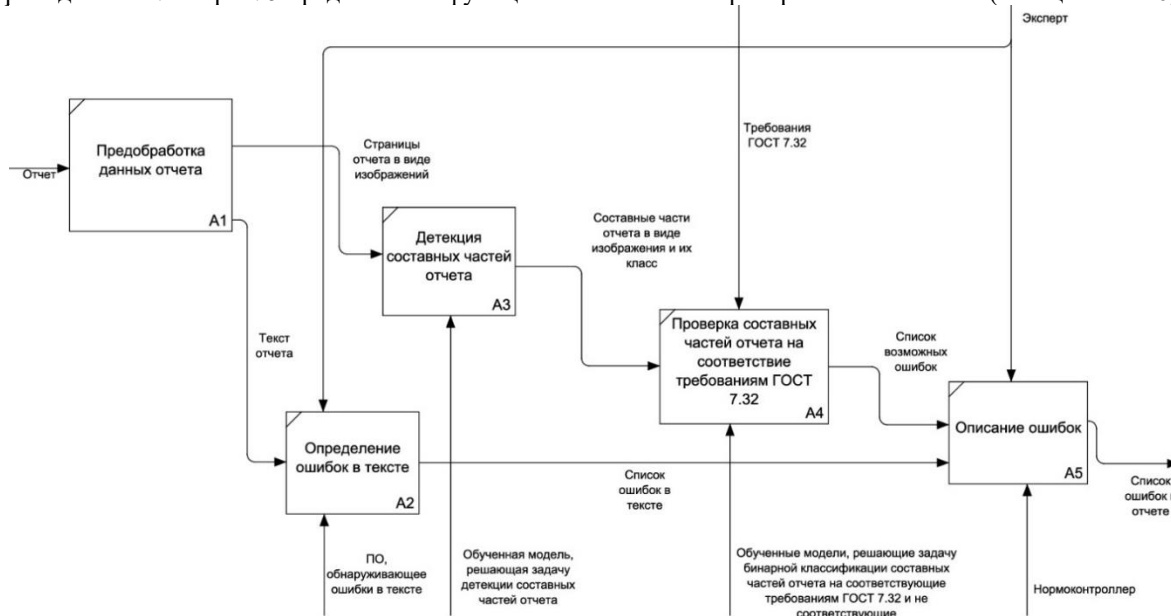 Эксперт
Требования
ГОСТ 7.32
Предобработка
данных отчета
A1
Отчет
Страницы
отчета в виде
изображений
Детекция
составных частей
отчета
A3
Составные части
отчета в виде
изображения и их
класс
Проверка составных
частей отчета на
соответствие
требованиям ГОСТ
7.32
A4
Список
возможных
ошибок
Текст
отчета
Определение
ошибок в тексте
A2
Описание ошибок
A5
Список
ошибок в
тексте
Список
ошибок
отчете
ПО,
обнаруживающее
ошибки в тексте
Обученная модель,
решающая задачу
детекции составных
частей отчета
Обученные модели, решающие задачу
бинарной классификации составных
частей отчета на соответствующие
требованиям ГОСТ 7.32 и не
соответствующие
Нормоконтроллер